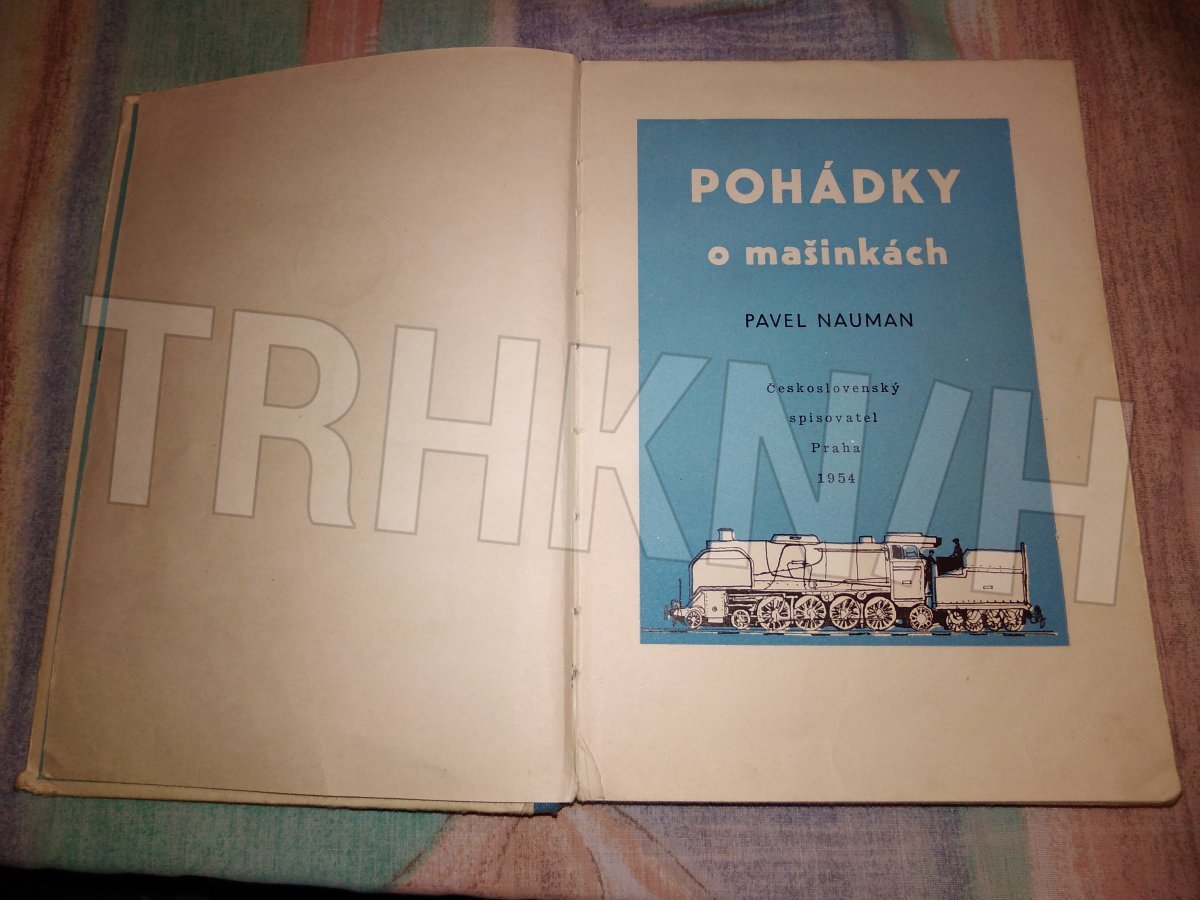 POHÁDKY
o mašinkách
PAVEL NAUMAN
Československý
spisovatel
Praha
1954
TRHKNIH